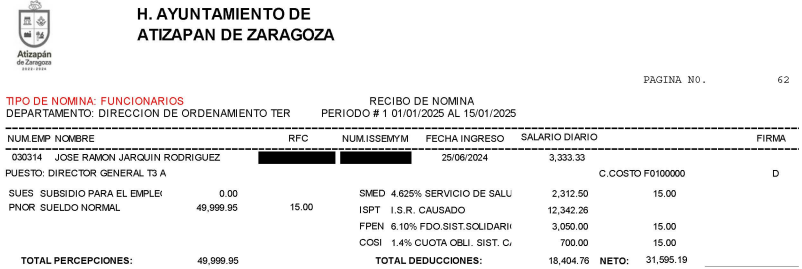 H. AYUNTAMIENTO DE
ATIZAPAN DE ZARAGOZA
Atizapán
de Zaragoza
2022-2024
PAGINA N0. 62
TIPO DE NOMINA: FUNCIONARIOS RECIBO DE NOMINA
DEPARTAMENTO: DIRECCION DE ORDENAMIENTO TER PERIODO # 1 01/01/2025 AL 15/01/2025
NUM.EMP NOMBRE RFC NUM.ISSEMYM FECHA INGRESO SALARIO DIARIO FIRMA
030314 JOSE RAMON JARQUIN RODRIGUEZ 25/06/2024 3,333.33
PUESTO: DIRECTOR GENERAL T3 A C.COSTO F0100000 D
SUES SUBSIDIO PARA EL EMPLE( 0.00 SMED 4.625% SERVICIO DE SALU 2,312.50 15.00
PNOR SUELDO NORMAL 49,999.95 15.00 ISPT I.S.R. CAUSADO 12,342.26
FPEN 6.10% FDO.SIST.SOLIDARI( 3,050.00 15.00
COSI 1.4% CUOTA OBLI. SIST. C/ 700.00 15.00
TOTAL PERCEPCIONES: 49,999.95 TOTAL DEDUCCIONES: 18,404.76 NETO: 31,595.19